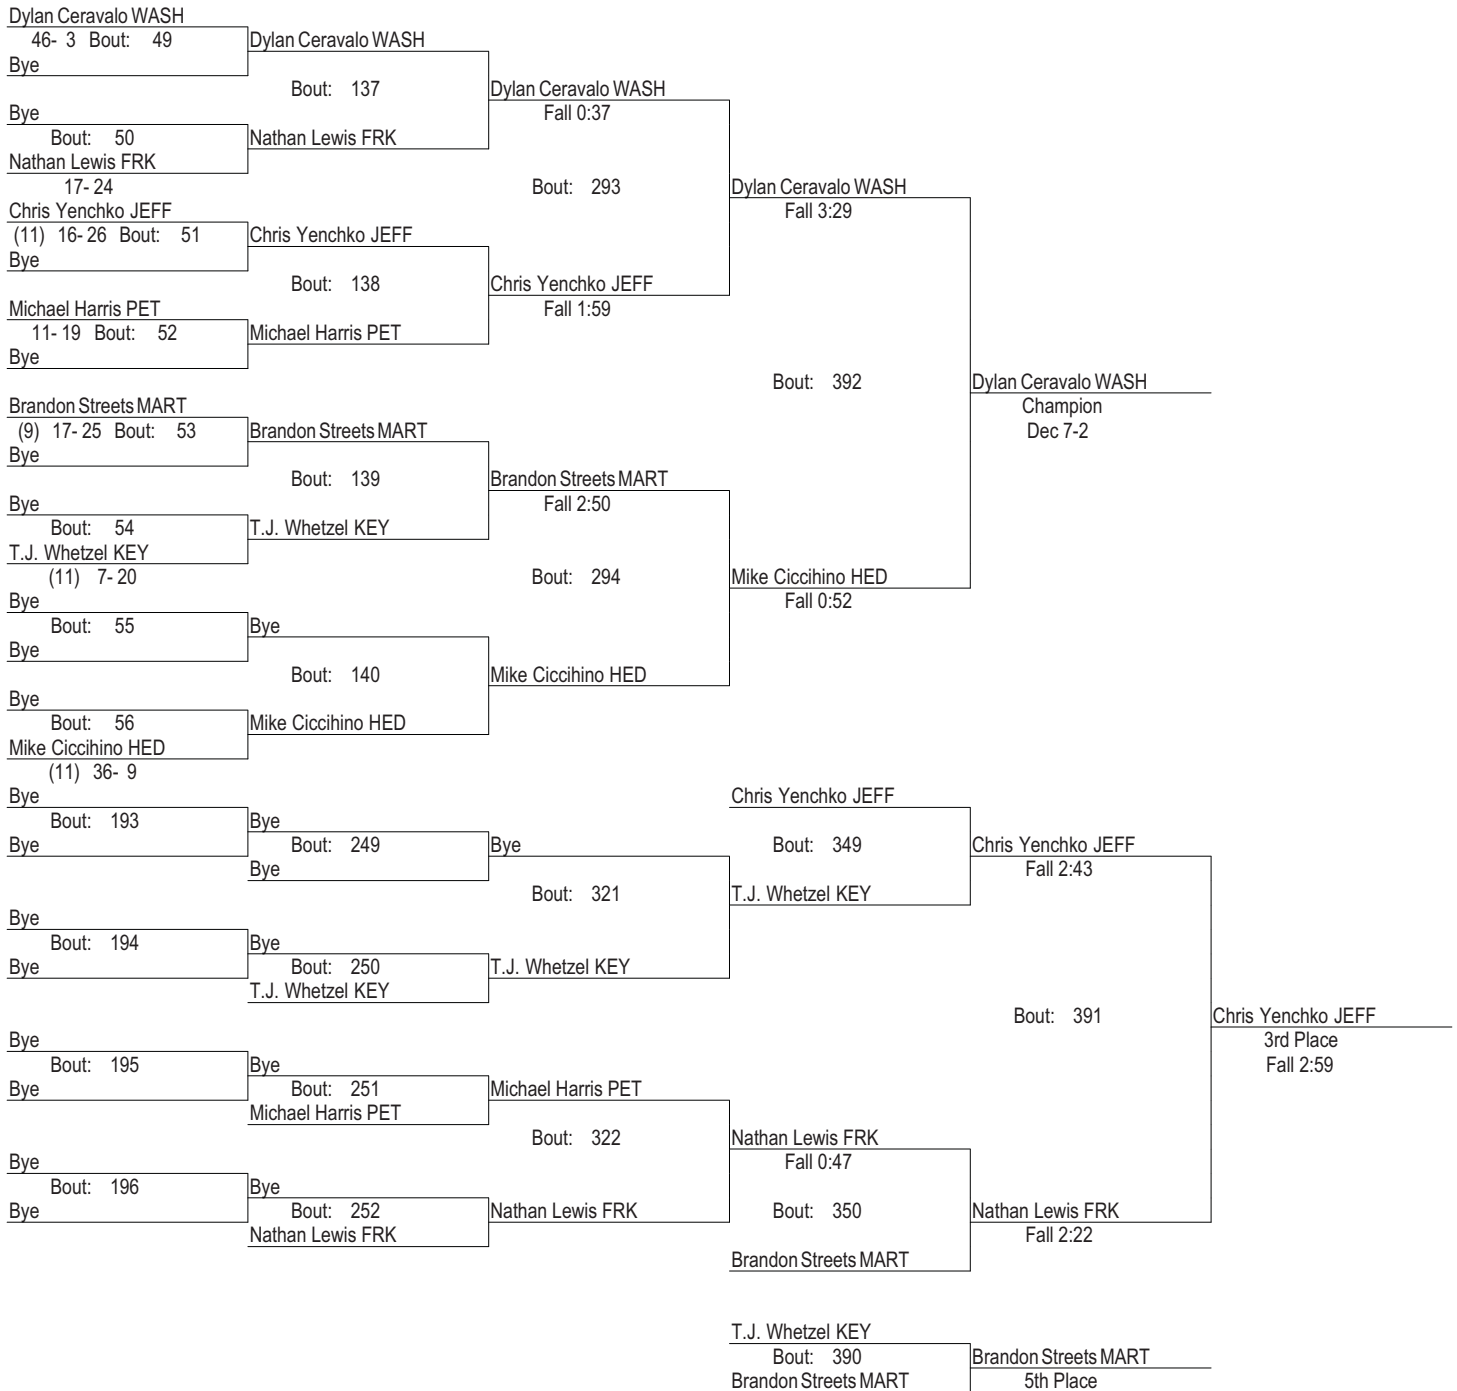 Dylan Ceravalo WASH
46- 3 Bout: 49
Dylan Ceravalo WASH
Bye
Bout: 137
Dylan Ceravalo WASH
Bye
Fall 0:37
Bout: 50
Nathan Lewis FRK
Nathan Lewis FRK
17- 24
Bout: 293
Dylan Ceravalo WASH
Chris Yenchko JEFF
Fall 3:29
(11) 16- 26 Bout: 51
Chris Yenchko JEFF
Bye
Bout: 138
Chris Yenchko JEFF
Michael Harris PET
Fall 1:59
11- 19 Bout: 52
Michael Harris PET
Bye
Bout: 392
Dylan Ceravalo WASH
Brandon Streets MART
Champion
(9) 17- 25 Bout: 53
Brandon Streets MART
Dec 7-2
Bye
Bout: 139
Brandon Streets MART
Bye
Fall 2:50
Bout: 54
T.J. Whetzel KEY
T.J. Whetzel KEY
(11) 7- 20
Bout: 294
Mike Ciccihino HED
Bye
Fall 0:52
Bout: 55
Bye
Bye
Bout: 140
Mike Ciccihino HED
Bye
Bout: 56
Mike Ciccihino HED
Mike Ciccihino HED
(11) 36- 9
Bye
Chris Yenchko JEFF
Bout: 193
Bye
Bye
Bout: 249
Bye
Bout: 349
Chris Yenchko JEFF
Bye
Fall 2:43
Bout: 321
T.J. Whetzel KEY
Bye
Bout: 194
Bye
Bye
Bout: 250
T.J. Whetzel KEY
T.J. Whetzel KEY
Bout: 391
Chris Yenchko JEFF
Bye
3rd Place
Bout: 195
Bye
Fall 2:59
Bye
Bout: 251
Michael Harris PET
Michael Harris PET
Bout: 322
Nathan Lewis FRK
Bye
Fall 0:47
Bout: 196
Bye
Bye
Bout: 252
Nathan Lewis FRK
Bout: 350
Nathan Lewis FRK
Nathan Lewis FRK
Fall 2:22
Brandon Streets MART
T.J. Whetzel KEY
Bout: 390
Brandon Streets MART
Brandon Streets MART
5th Place